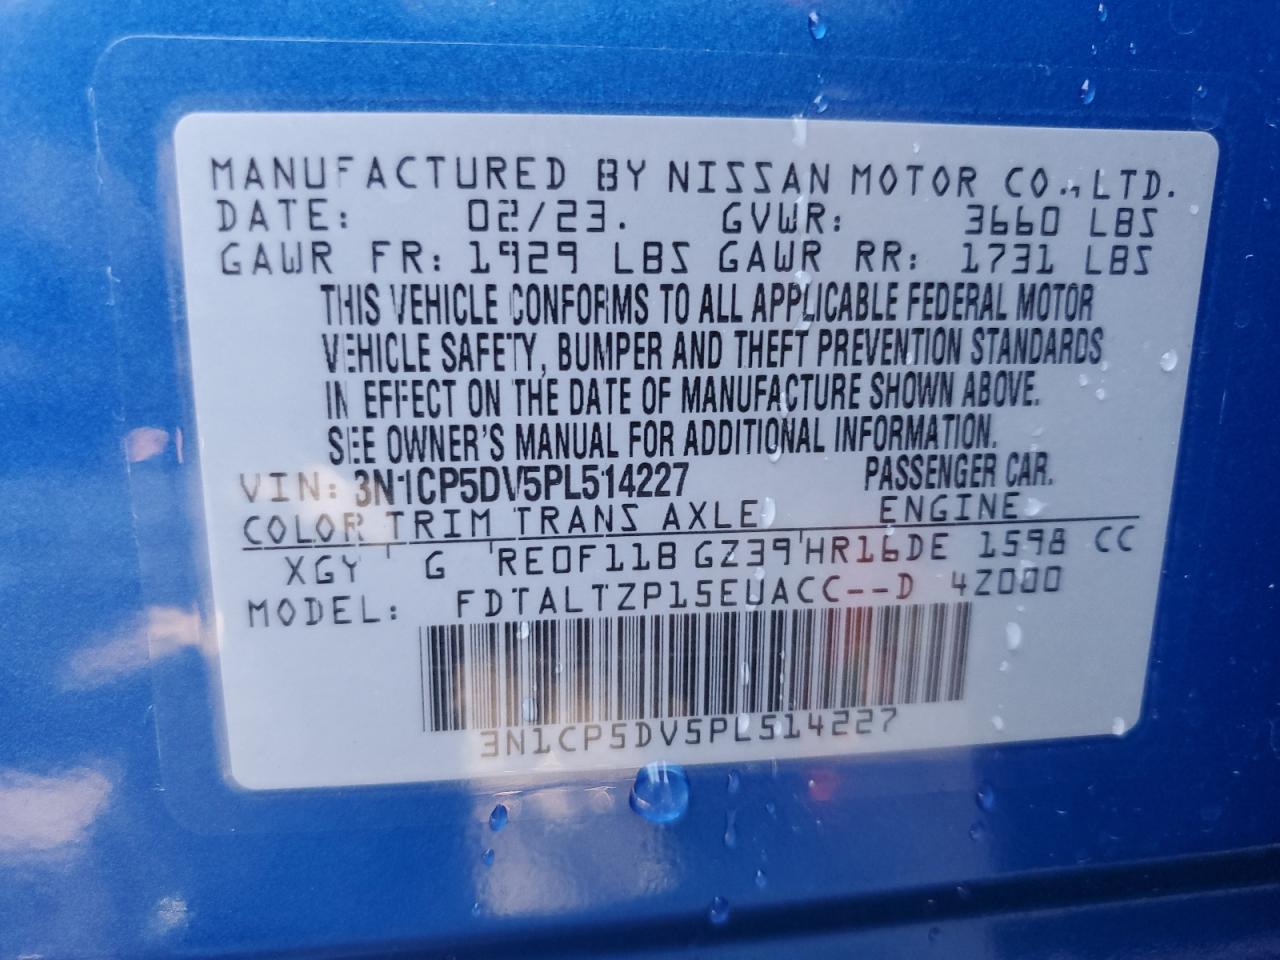 MANUFACTURED BY NISSAN MOTOR CO., LTD.
DATE: 02/23. GVWR: 3660 LBS
GAWR FR: 1929 LBS GAWR RR: 1731 LBS
THIS VEHICLE CONFORMS TO ALL APPLICABLE FEDERAL MOTOR
VEHICLE SAFETY, BUMPER AND THEFT PREVENTION STANDARDS
IN EFFECT ON THE DATE OF MANUFACTURE SHOWN ABOVE.
SEE OWNER'S MANUAL FOR ADDITIONAL INFORMATION.
VIN: 3N1CP5DV5PL514227 PASSENGER CAR.
COLOR TRIM TRANS AXLE ENGINE
XGY G RE0F11B GZ39 HR16DE 1598 CC
MODEL: FDTALTZP15EUACC--D 4Z000
3N1CP5DV5PL514227